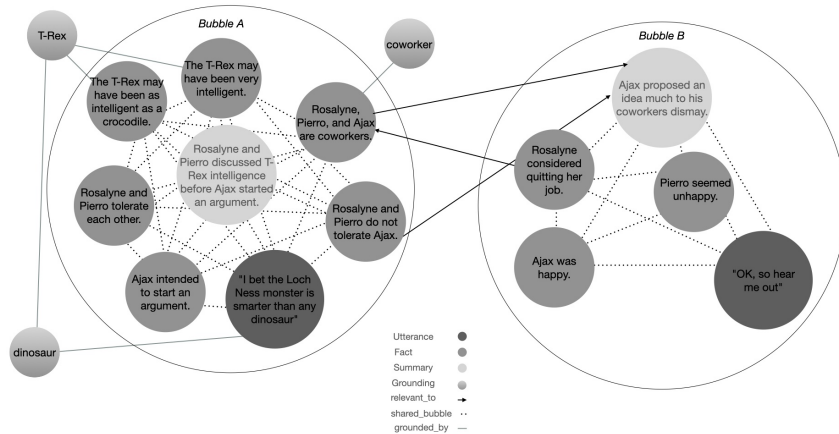 Bubble A
T-Rex
coworker
The T-Rex may
have been very
intelligent.
The T-Rex may
have been as
intelligent as a
crocodile.
Rosalyne,
Pierro, and Ajax
are coworkers.
Rosalyne and
Pierro discussed T-
Rex intelligence
before Ajax started
an argument.
Rosalyne and
Pierro tolerate
each other.
Rosalyne and
Pierro do not
tolerate Ajax.
Ajax intended
to start an
argument.
"I bet the Loch
Ness monster is
smarter than any
dinosaur"
dinosaur
Bubble B
Ajax proposed an
idea much to his
coworkers dismay.
Rosalyne
considered
quitting her
job.
Pierro seemed
unhappy.
Ajax was
happy.
"OK, so hear
me out"
Utterance
Fact
Summary
Grounding
relevant_to
shared_bubble
grounded_by